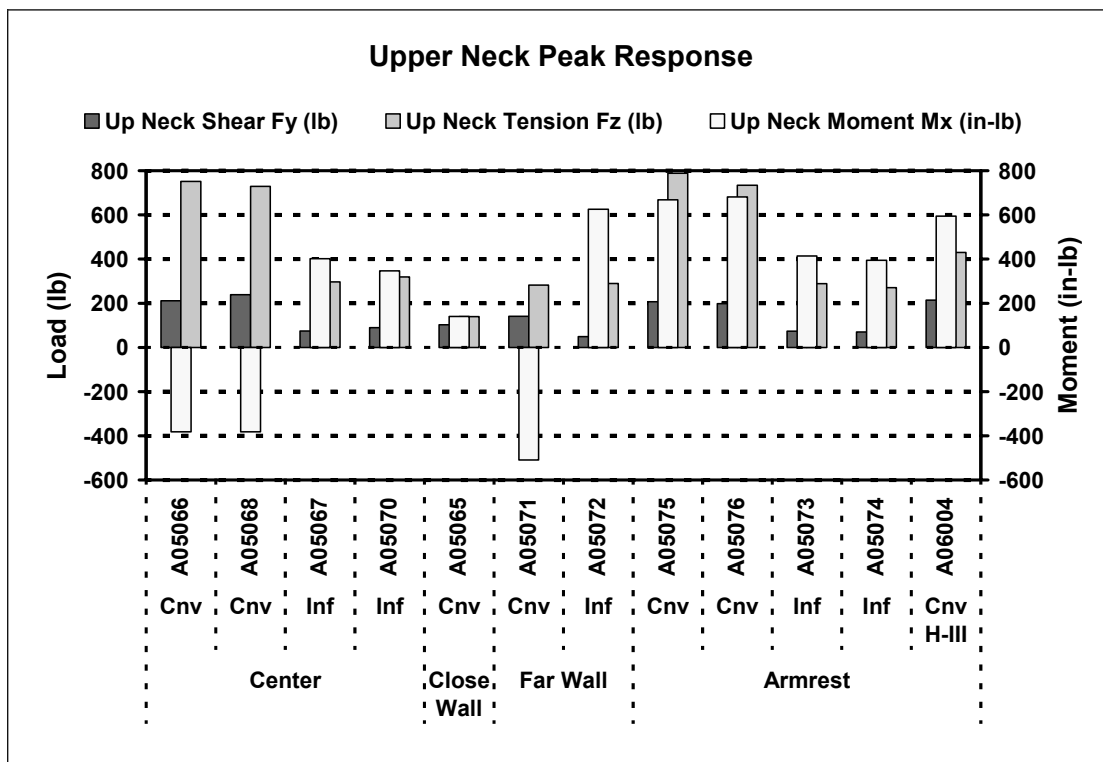 Upper Neck Peak Response
Up Neck Shear Fy (lb) Up Neck Tension Fz (lb) Up Neck Moment Mx (in-lb)
800 800
600 600
400 400
200 200
0 0
-200 -200
-400 -400
-600 -600
Load (lb)
Moment (in-lb)
A05066 A05068 A05067 A05070 A05065 A05071 A05072 A05075 A05076 A05073 A05074 A06004
Cnv Cnv Inf Inf Cnv Cnv Inf Cnv Cnv Inf Inf Cnv
H-III
Center Close Far Wall Armrest
Wall